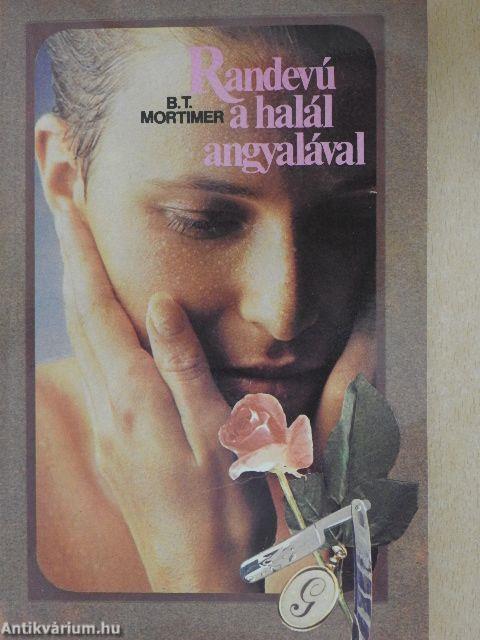 Randevú
B.T.
MORTIMER
a halál
angyalával
G
Antikvárium.hu